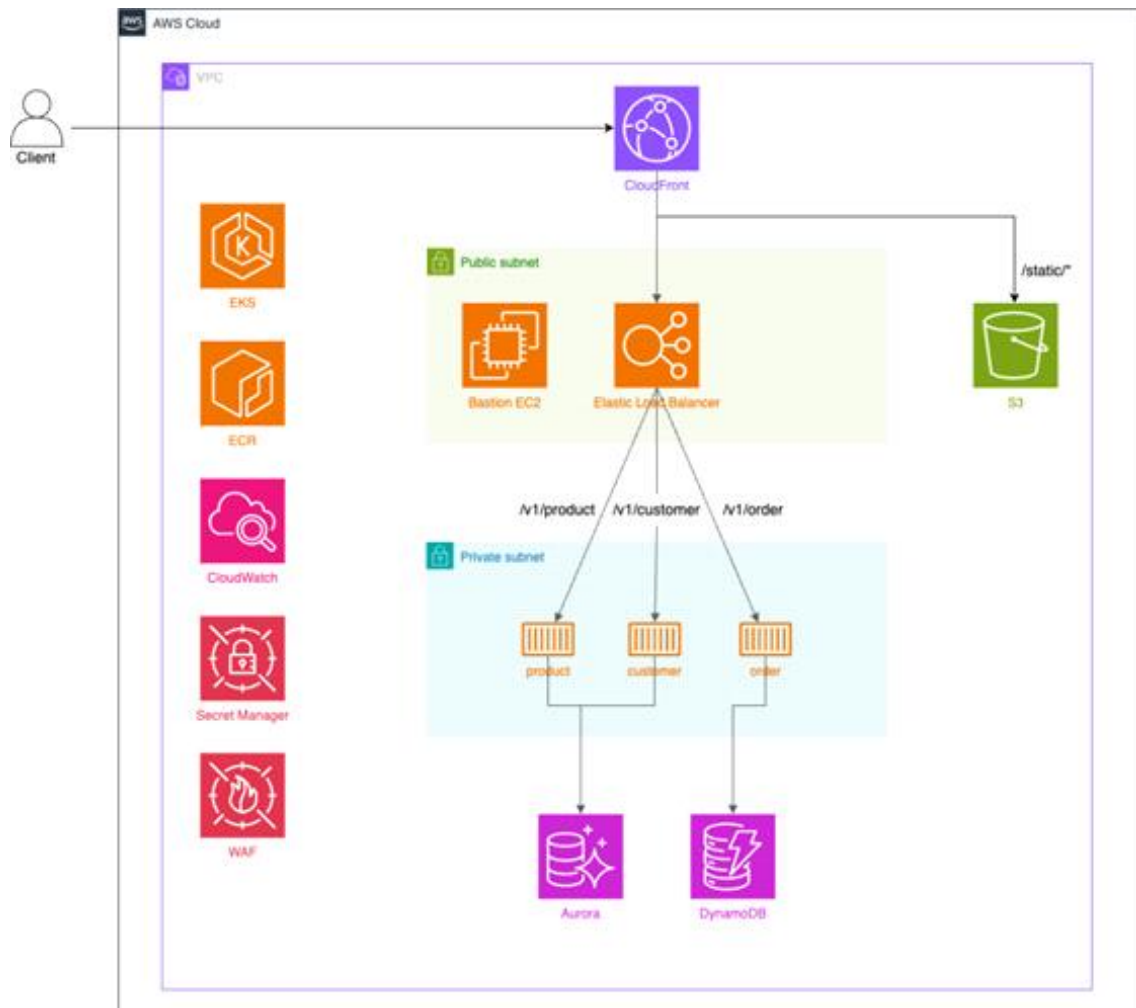 aws
AWS Cloud
VPC
Client
CloudFront
EKS
Public subnet
/static/*
Bastion EC2
Elastic Load Balancer
S3
ECR
/v1/product
/v1/customer
/v1/order
CloudWatch
Private subnet
product
customer
order
Secret Manager
WAF
Aurora
DynamoDB